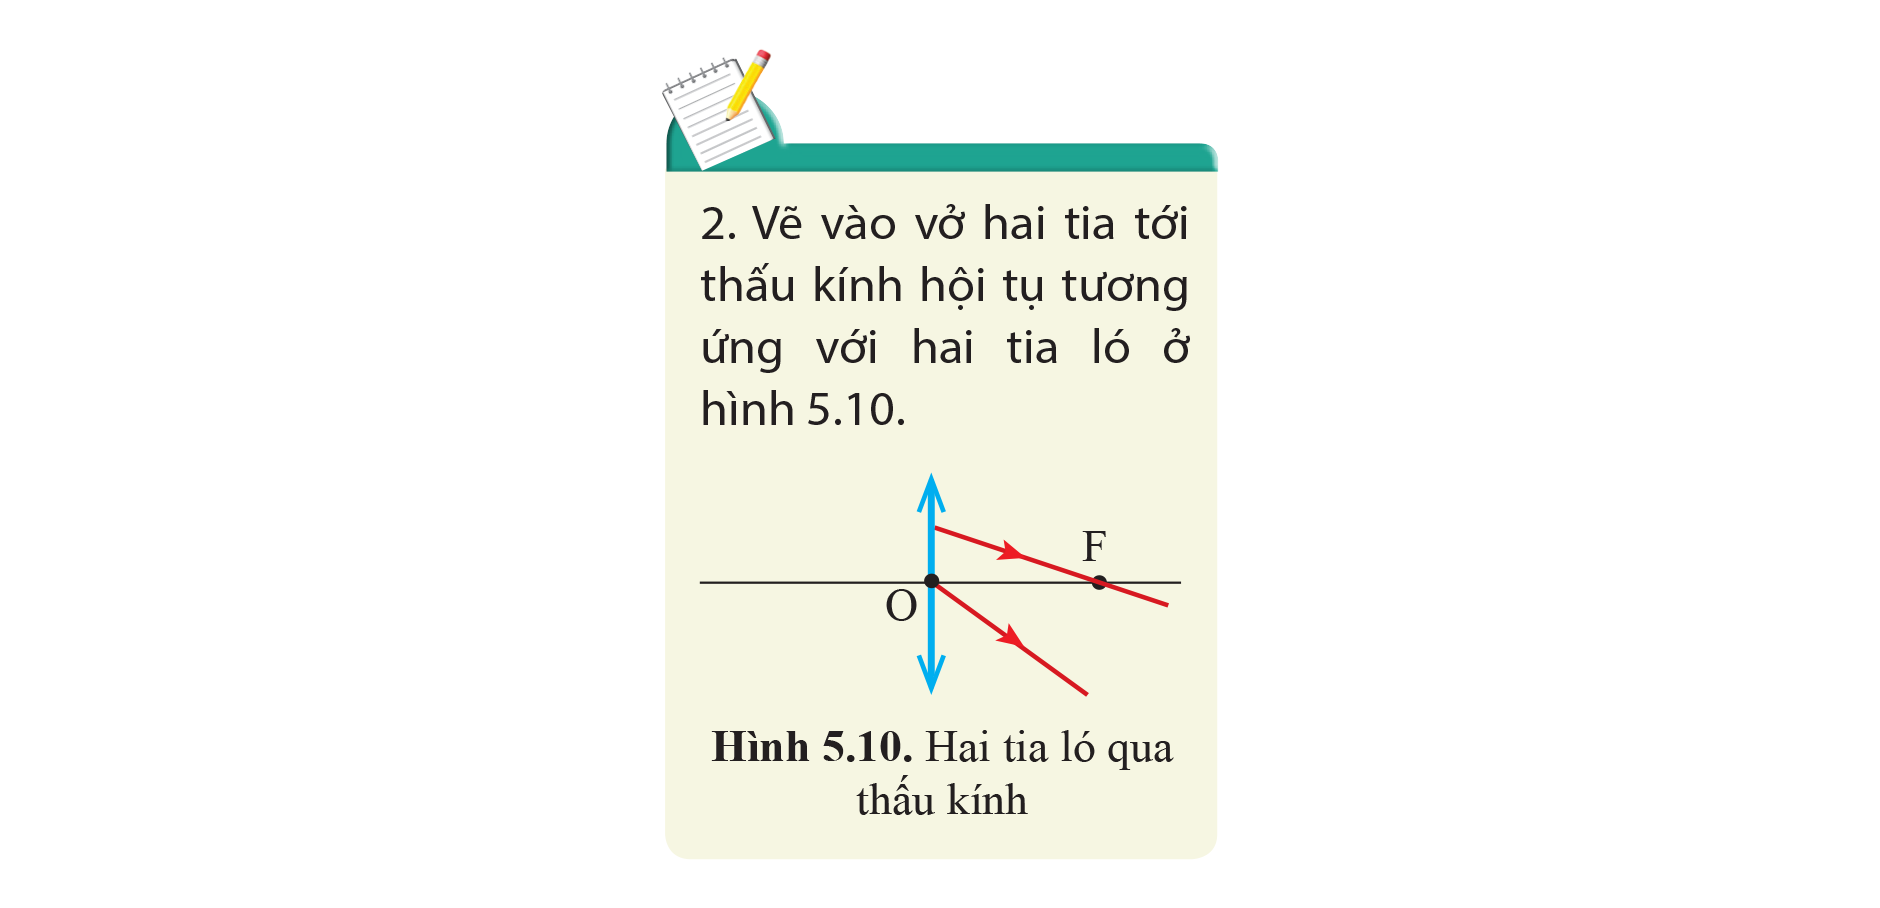 2. Vẽ vào vở hai tia tới
thấu kính hội tụ tương
ứng với hai tia ló ở
hình 5.10.
F
O
Hình 5.10. Hai tia ló qua
thấu kính